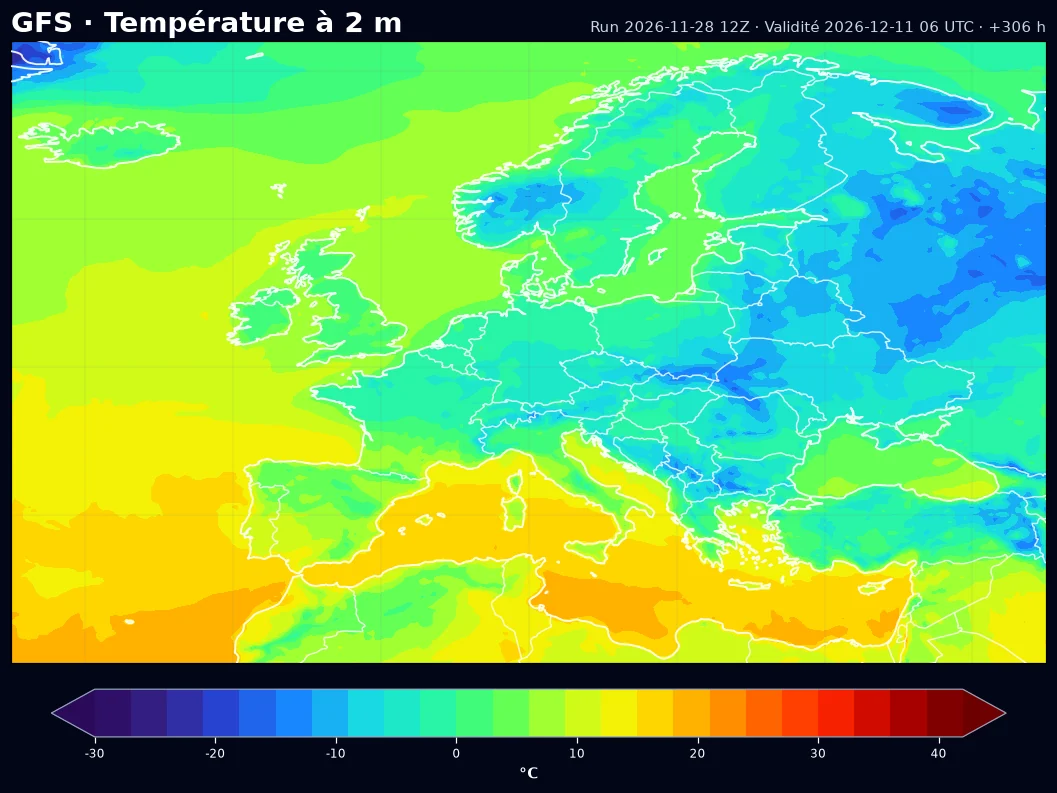 GFS · Température à 2 m
Run 2026-11-28 12Z · Validité 2026-12-11 06 UTC · +306 h
-30 -20 -10 0 10 20 30 40
°C